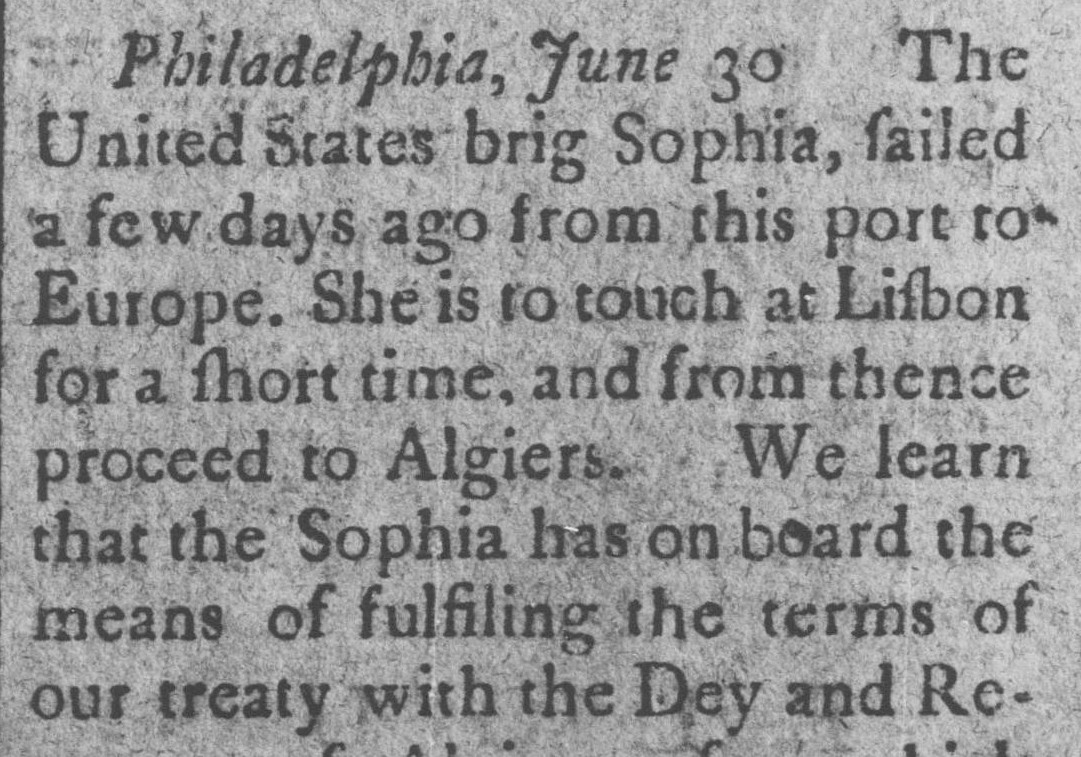 Philadelphia, June 30 The
United States brig Sophia, ſailed
a few days ago from this port to
Europe. She is to touch at Liſbon
for a ſhort time, and from thence
proceed to Algiers. We learn
that the Sophia has on board the
means of fulfiling the terms of
our treaty with the Dey and Re-